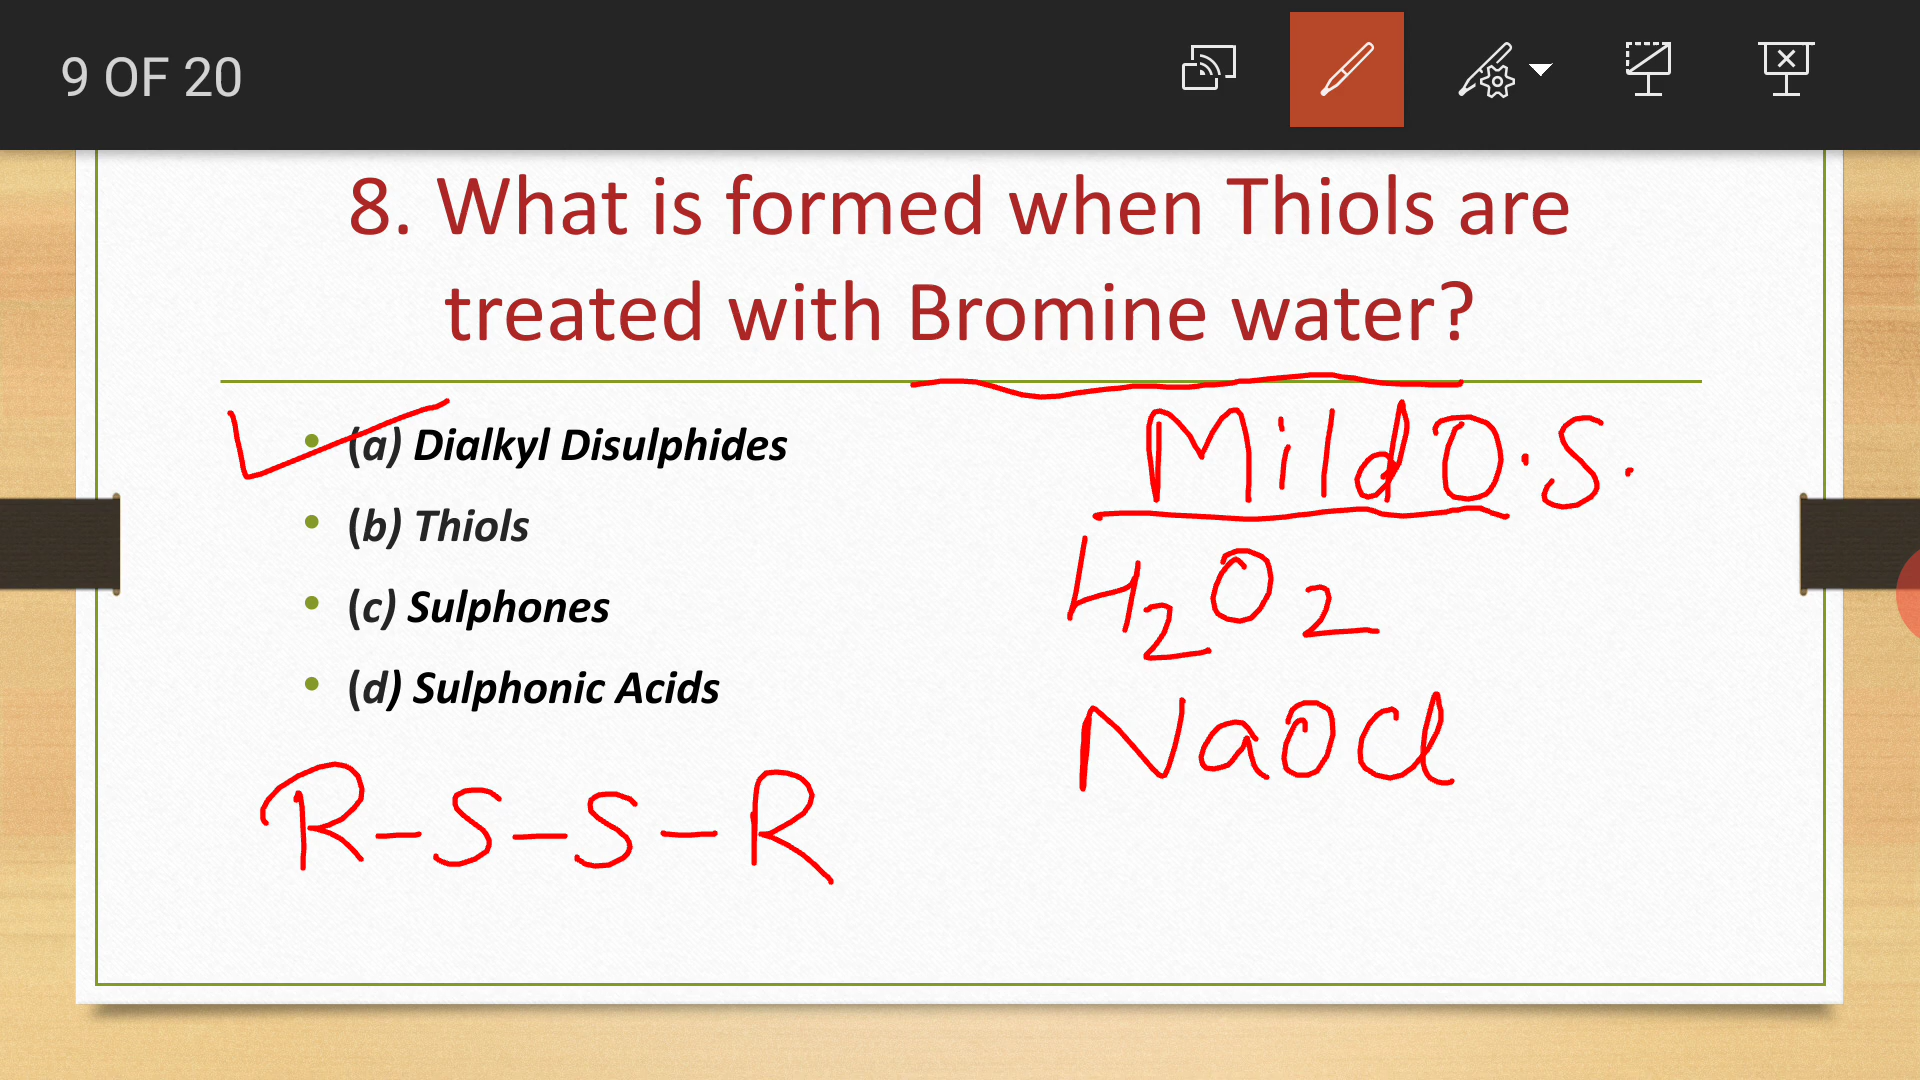 9 OF 20
8. What is formed when Thiols are
treated with Bromine water?
• (a) Dialkyl Disulphides
• (b) Thiols
• (c) Sulphones
• (d) Sulphonic Acids
Mild O.S.
H2O2
NaOCl
R-S-S-R